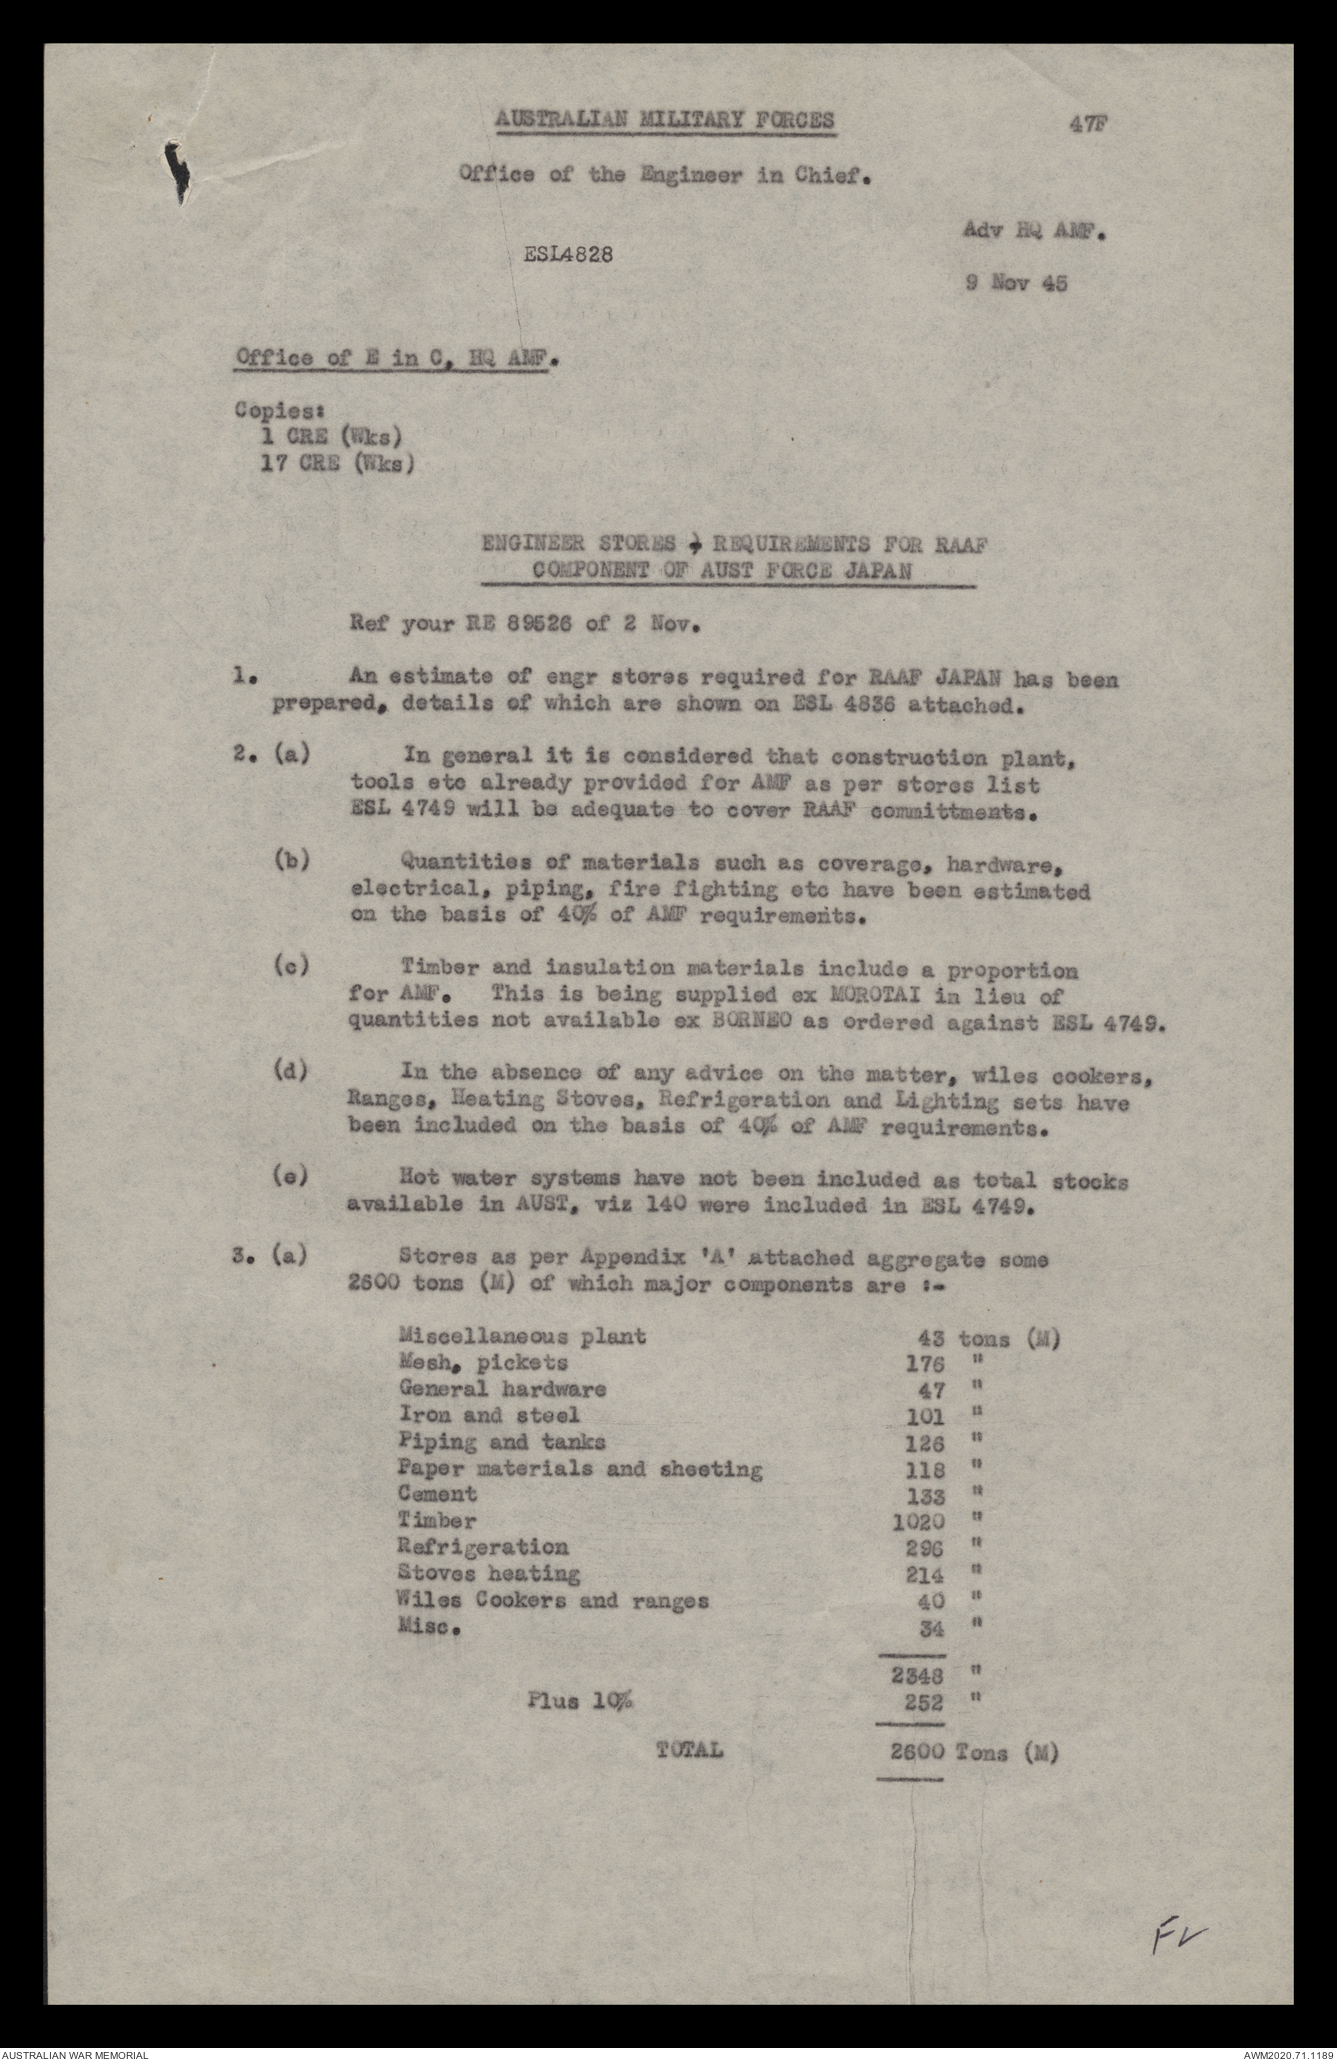 AUSTRALIAN MILITARY FORCES
47F
Office of the Engineer in Chief.
Adv HQ AMF.
ESL4828
9 Nov 45
Office of E in C, HQ AMF.
Copies:
1 CRE (Wks)
17 CRE (Wks)
ENGINEER STORES - REQUIREMENTS FOR RAAF
COMPONENT OF AUST FORCE JAPAN
Ref your RE 89526 of 2 Nov.
1. An estimate of engr stores required for RAAF JAPAN has been
prepared, details of which are shown on ESL 4836 attached.
2. (a) In general it is considered that construction plant,
tools etc already provided for AMF as per stores list
ESL 4749 will be adequate to cover RAAF committments.
(b) Quantities of materials such as coverage, hardware,
electrical, piping, fire fighting etc have been estimated
on the basis of 40% of AMF requirements.
(c) Timber and insulation materials include a proportion
for AMF. This is being supplied ex MOROTAI in lieu of
quantities not available ex BORNEO as ordered against ESL 4749.
(d) In the absence of any advice on the matter, wiles cookers,
Ranges, Heating Stoves, Refrigeration and Lighting sets have
been included on the basis of 40% of AMF requirements.
(e) Hot water systems have not been included as total stocks
available in AUST, viz 140 were included in ESL 4749.
3. (a) Stores as per Appendix 'A' attached aggregate some
2600 tons (M) of which major components are :-
Miscellaneous plant 43 tons (M)
Mesh, pickets 176 "
General hardware 47 "
Iron and steel 101 "
Piping and tanks 126 "
Paper materials and sheeting 118 "
Cement 133 "
Timber 1020 "
Refrigeration 296 "
Stoves heating 214 "
Wiles Cookers and ranges 40 "
Misc. 34 "
2348 "
Plus 10% 252 "
TOTAL 2600 Tons (M)
AUSTRALIAN WAR MEMORIAL
AWM2020.71.1189